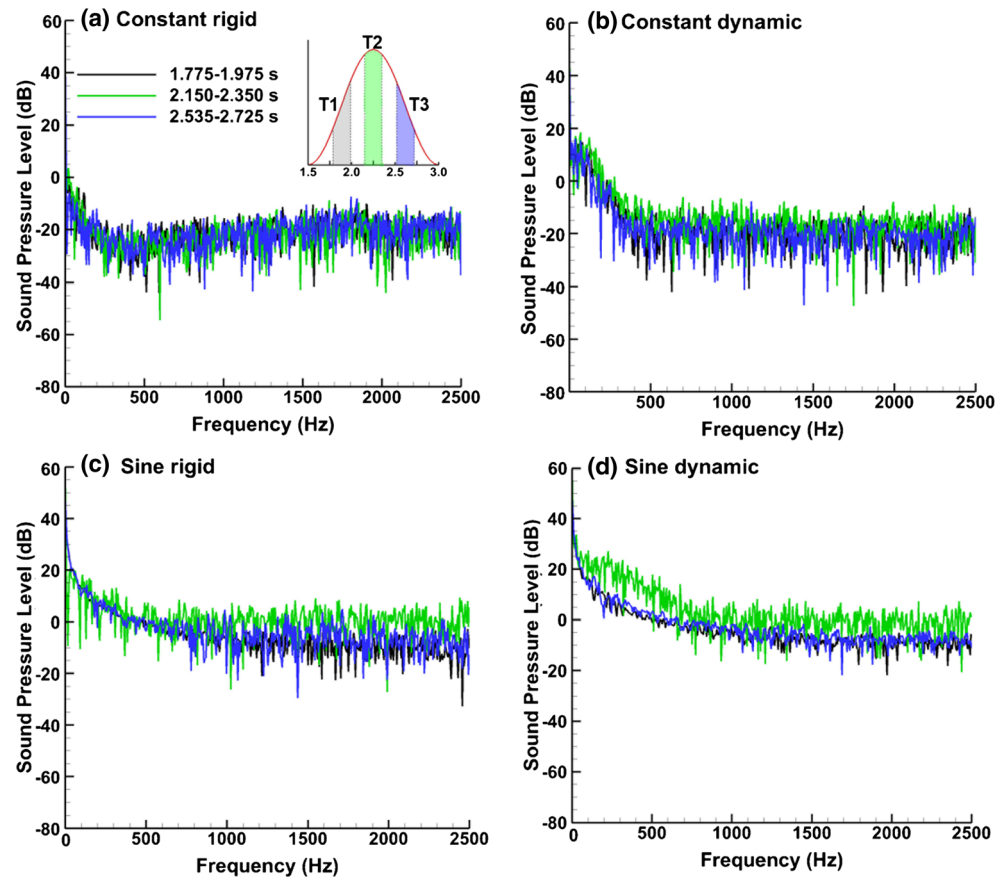 (a) Constant rigid
1.775-1.975 s
2.150-2.350 s
2.535-2.725 s
T1
T2
T3
1.5 2.0 2.5 3.0
60
40
20
0
-20
-40
-60
-80
Sound Pressure Level (dB)
0 500 1000 1500 2000 2500
Frequency (Hz)
(b) Constant dynamic
60
40
20
0
-20
-40
-60
-80
Sound Pressure Level (dB)
500 1000 1500 2000 2500
Frequency (Hz)
(c) Sine rigid
60
40
20
0
-20
-40
-60
-80
Sound Pressure Level (dB)
0 500 1000 1500 2000 2500
Frequency (Hz)
(d) Sine dynamic
60
40
20
0
-20
-40
-60
-80
Sound Pressure Level (dB)
0 500 1000 1500 2000 2500
Frequency (Hz)